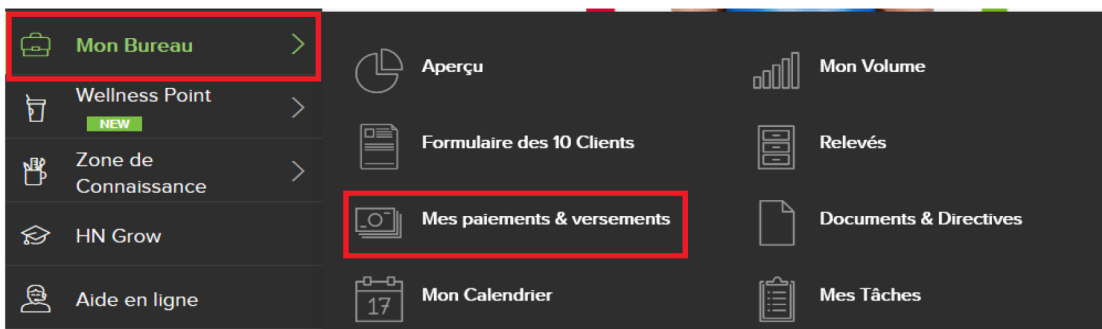 Mon Bureau
Wellness Point
NEW
Zone de
Connaissance
HN Grow
Aide en ligne
Aperçu
Mon Volume
Formulaire des 10 Clients
Relevés
Mes paiements & versements
Documents & Directives
17
Mon Calendrier
Mes Tâches